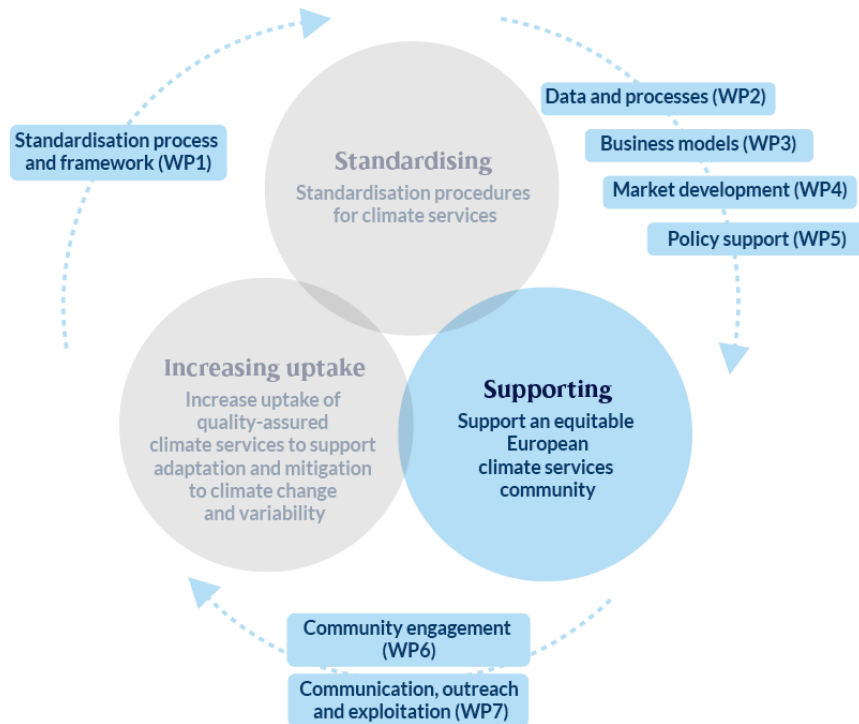 Standardisation process
and framework (WP1)
Standardising
Standardisation procedures
for climate services
Data and processes (WP2)
Business models (WP3)
Market development (WP4)
Policy support (WP5)
Increasing uptake
Increase uptake of
quality-assured
climate services to support
adaptation and mitigation
to climate change
and variability
Supporting
Support an equitable
European
climate services
community
Community engagement
(WP6)
Communication, outreach
and exploitation (WP7)